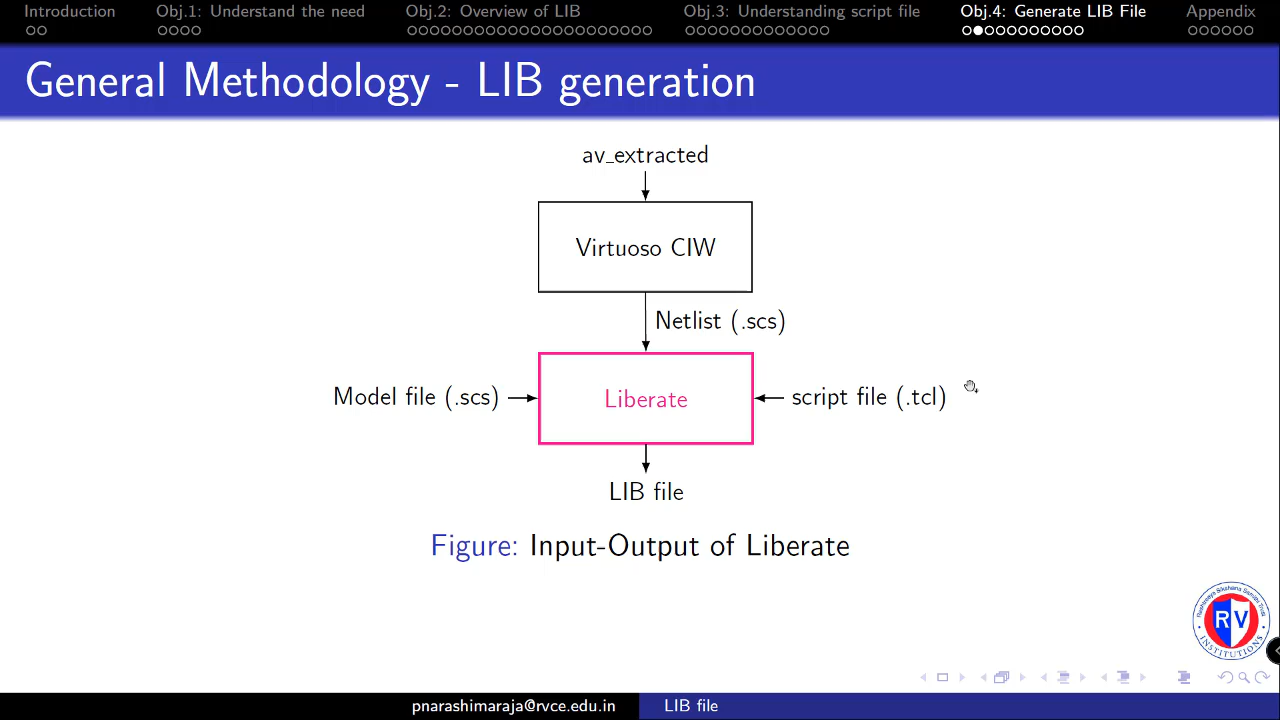 Introduction
Obj.1: Understand the need
Obj.2: Overview of LIB
Obj.3: Understanding script file
Obj.4: Generate LIB File
Appendix
General Methodology - LIB generation
av_extracted
Virtuoso CIW
Netlist (.scs)
Model file (.scs)
Liberate
script file (.tcl)
LIB file
Figure: Input-Output of Liberate
RV
INSTITUTIONS
pnarashimaraja@rvce.edu.in
LIB file